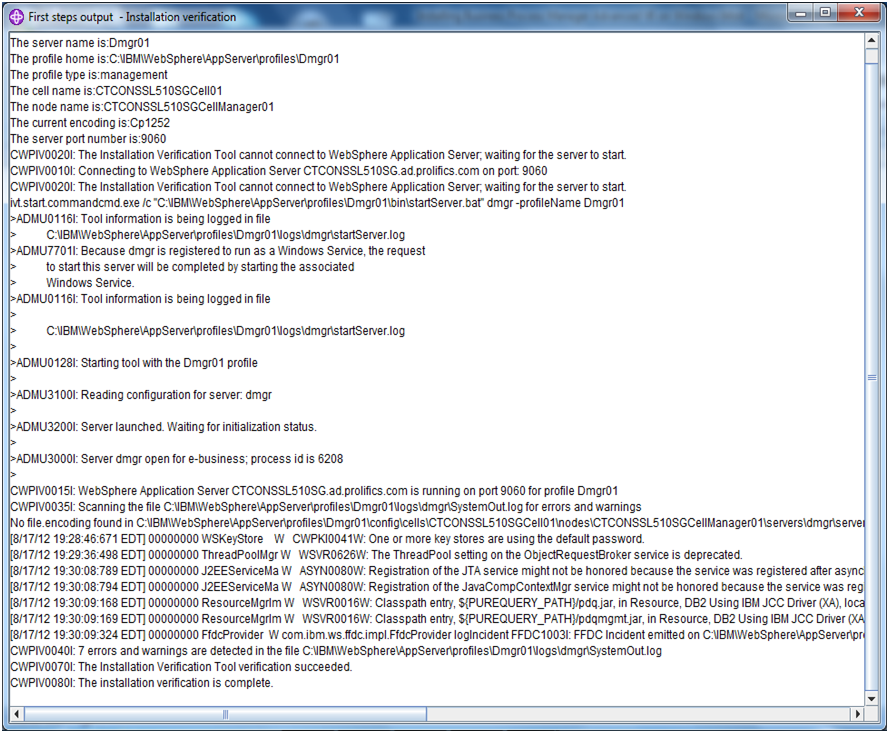 First steps output - Installation verification
The server name is:Dmgr01
The profile home is:C:\IBM\WebSphere\AppServer\profiles\Dmgr01
The profile type is:management
The cell name is:CTCONSSL510SGCell01
The node name is:CTCONSSL510SGCellManager01
The current encoding is:Cp1252
The server port number is:9060
CWPIV0020I: The Installation Verification Tool cannot connect to WebSphere Application Server; waiting for the server to start.
CWPIV0010I: Connecting to WebSphere Application Server CTCONSSL510SG.ad.prolifics.com on port: 9060
CWPIV0020I: The Installation Verification Tool cannot connect to WebSphere Application Server; waiting for the server to start.
ivt.start.commandcmd.exe /c "C:\IBM\WebSphere\AppServer\profiles\Dmgr01\bin\startServer.bat" dmgr -profileName Dmgr01
>ADMU0116I: Tool information is being logged in file
> C:\IBM\WebSphere\AppServer\profiles\Dmgr01\logs\dmgr\startServer.log
>ADMU7701I: Because dmgr is registered to run as a Windows Service, the request
> to start this server will be completed by starting the associated
> Windows Service.
>ADMU0116I: Tool information is being logged in file
>
> C:\IBM\WebSphere\AppServer\profiles\Dmgr01\logs\dmgr\startServer.log
>
>ADMU0128I: Starting tool with the Dmgr01 profile
>
>ADMU3100I: Reading configuration for server: dmgr
>
>ADMU3200I: Server launched. Waiting for initialization status.
>
>ADMU3000I: Server dmgr open for e-business; process id is 6208
>
CWPIV0015I: WebSphere Application Server CTCONSSL510SG.ad.prolifics.com is running on port 9060 for profile Dmgr01
CWPIV0035I: Scanning the file C:\IBM\WebSphere\AppServer\profiles\Dmgr01\logs\dmgr\SystemOut.log for errors and warnings
No file.encoding found in C:\IBM\WebSphere\AppServer\profiles\Dmgr01\config\cells\CTCONSSL510SGCell01\nodes\CTCONSSL510SGCellManager01\servers\dmgr\server
[8/17/12 19:28:46:671 EDT] 00000000 WSKeyStore W CWPKI0041W: One or more key stores are using the default password.
[8/17/12 19:29:36:498 EDT] 00000000 ThreadPoolMgr W WSVR0626W: The ThreadPool setting on the ObjectRequestBroker service is deprecated.
[8/17/12 19:30:08:789 EDT] 00000000 J2EEServiceMa W ASYN0080W: Registration of the JTA service might not be honored because the service was registered after async
[8/17/12 19:30:08:794 EDT] 00000000 J2EEServiceMa W ASYN0080W: Registration of the JavaCompContextMgr service might not be honored because the service was reg
[8/17/12 19:30:09:168 EDT] 00000000 ResourceMgrIm W WSVR0016W: Classpath entry, ${PUREQUERY_PATH}/pdq.jar, in Resource, DB2 Using IBM JCC Driver (XA), loca
[8/17/12 19:30:09:169 EDT] 00000000 ResourceMgrIm W WSVR0016W: Classpath entry, ${PUREQUERY_PATH}/pdqmgmt.jar, in Resource, DB2 Using IBM JCC Driver (XA
[8/17/12 19:30:09:324 EDT] 00000000 FfdcProvider W com.ibm.ws.ffdc.impl.FfdcProvider logIncident FFDC1003I: FFDC Incident emitted on C:\IBM\WebSphere\AppServer\pr
CWPIV0040I: 7 errors and warnings are detected in the file C:\IBM\WebSphere\AppServer\profiles\Dmgr01\logs\dmgr\SystemOut.log
CWPIV0070I: The Installation Verification Tool verification succeeded.
CWPIV0080I: The installation verification is complete.